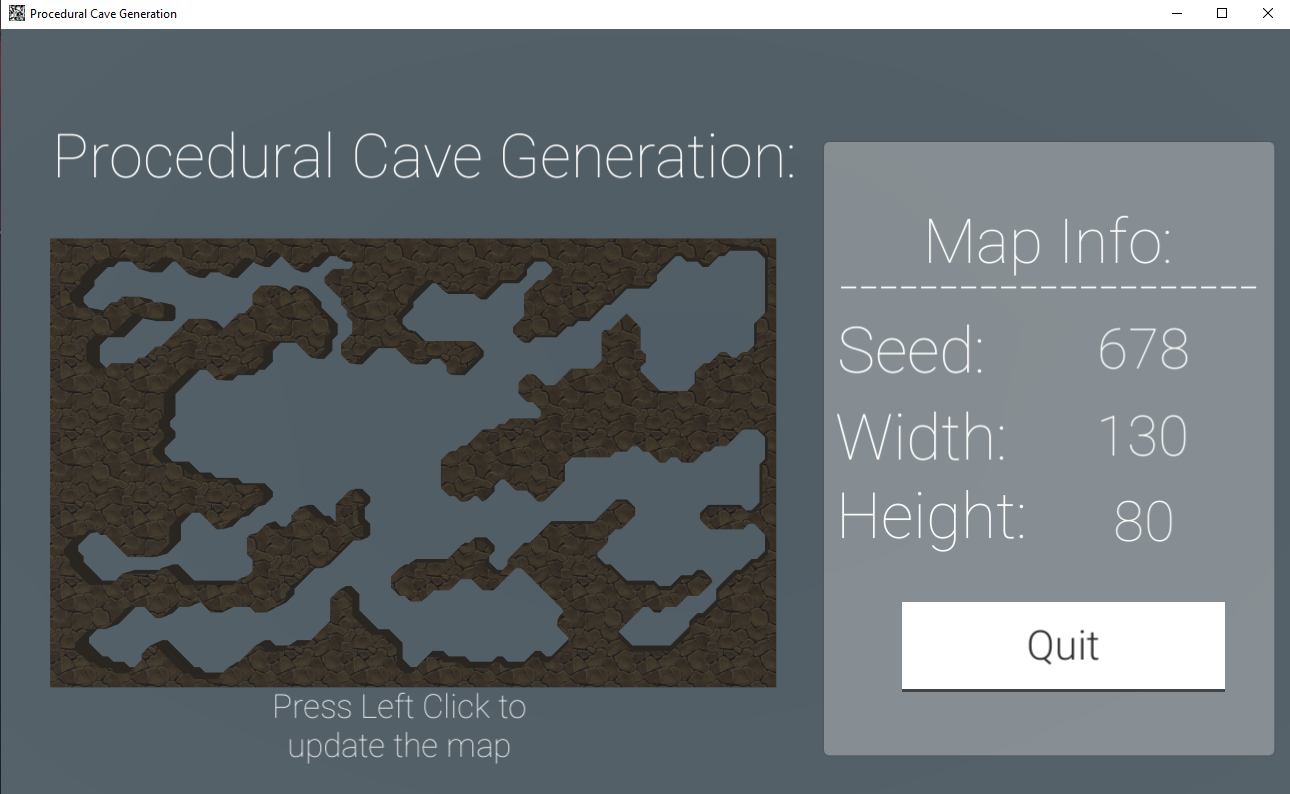 Procedural Cave Generation
Procedural Cave Generation:
Map Info:
---------------------
Seed: 678
Width: 130
Height: 80
Quit
Press Left Click to
update the map